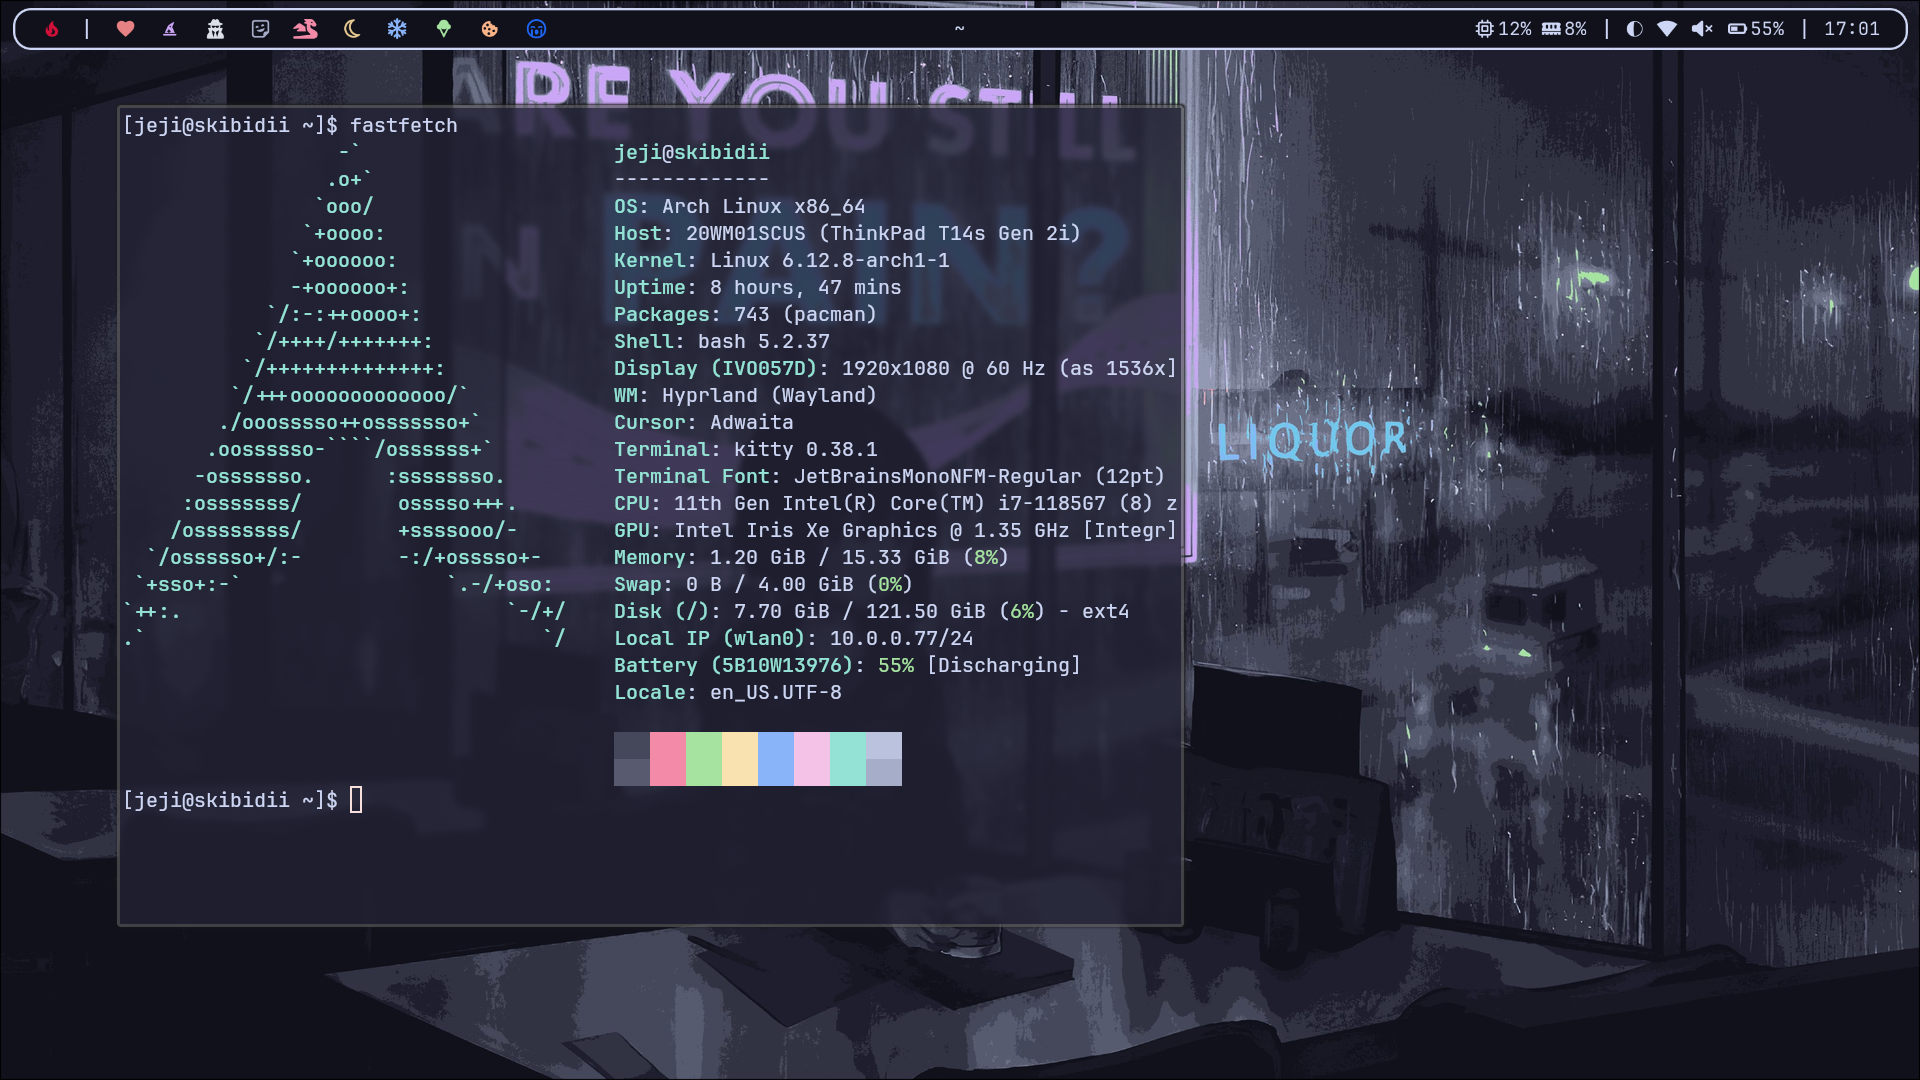 ~
12% 8% | 55% | 17:01
ARE YOU STILL
IN PAIN?
LIQUOR
[jeji@skibidii ~]$ fastfetch
-`
.o+`
`ooo/
`+oooo:
`+oooooo:
-+oooooo+:
`/:-:++oooo+:
`/++++/+++++++:
`/++++++++++++++:
`/+++ooooooooooooo/`
./ooosssso++osssssso+`
.oossssso-````/ossssss+`
-osssssso. :ssssssso.
:osssssss/ osssso+++.
/ossssssss/ +ssssooo/-
`/ossssso+/:- -:/+osssso+-
`+sso+:-` `.-/+oso:
`++:. `-/+/
.` `/
jeji@skibidii
-------------
OS: Arch Linux x86_64
Host: 20WM01SCUS (ThinkPad T14s Gen 2i)
Kernel: Linux 6.12.8-arch1-1
Uptime: 8 hours, 47 mins
Packages: 743 (pacman)
Shell: bash 5.2.37
Display (IVO057D): 1920x1080 @ 60 Hz (as 1536x]
WM: Hyprland (Wayland)
Cursor: Adwaita
Terminal: kitty 0.38.1
Terminal Font: JetBrainsMonoNFM-Regular (12pt)
CPU: 11th Gen Intel(R) Core(TM) i7-1185G7 (8) z
GPU: Intel Iris Xe Graphics @ 1.35 GHz [Integr]
Memory: 1.20 GiB / 15.33 GiB (8%)
Swap: 0 B / 4.00 GiB (0%)
Disk (/): 7.70 GiB / 121.50 GiB (6%) - ext4
Local IP (wlan0): 10.0.0.77/24
Battery (5B10W13976): 55% [Discharging]
Locale: en_US.UTF-8
[jeji@skibidii ~]$